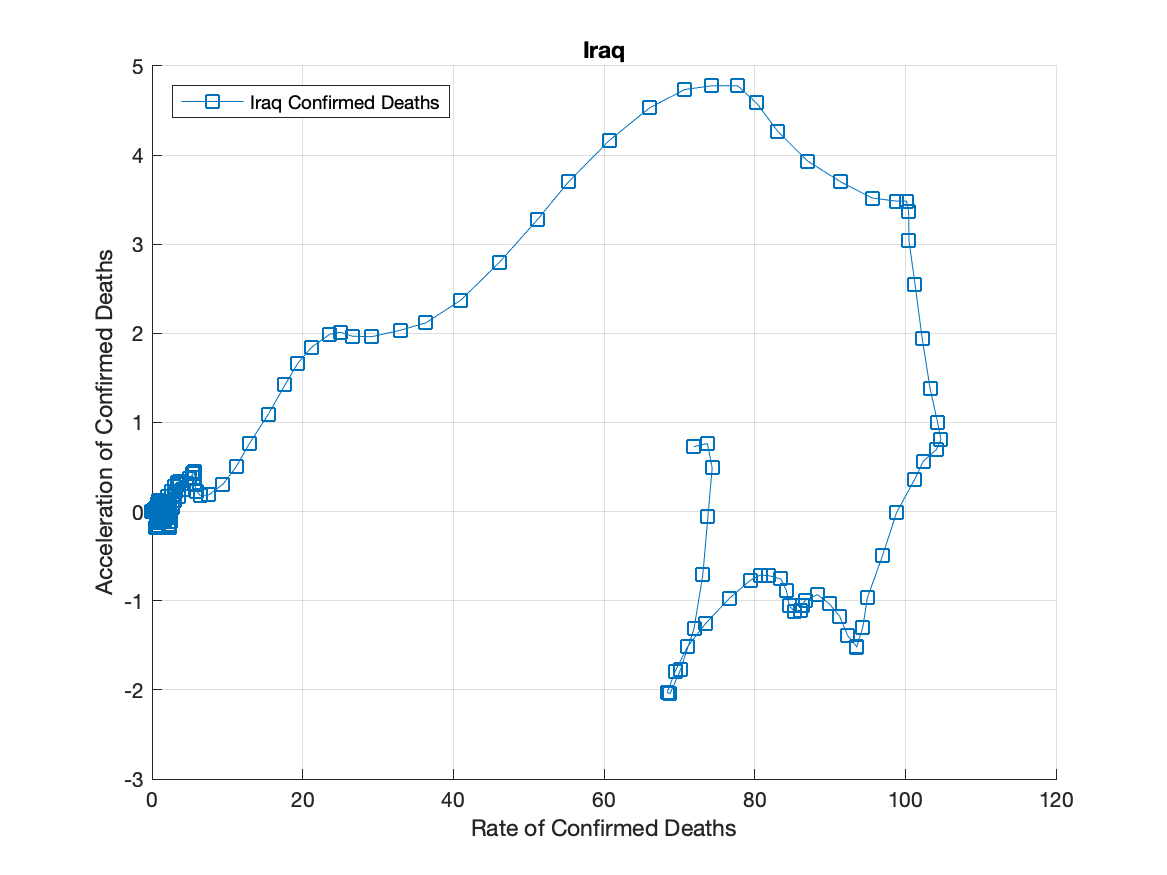 Iraq
Iraq Confirmed Deaths
Acceleration of Confirmed Deaths
5
4
3
2
1
0
-1
-2
-3
0 20 40 60 80 100 120
Rate of Confirmed Deaths